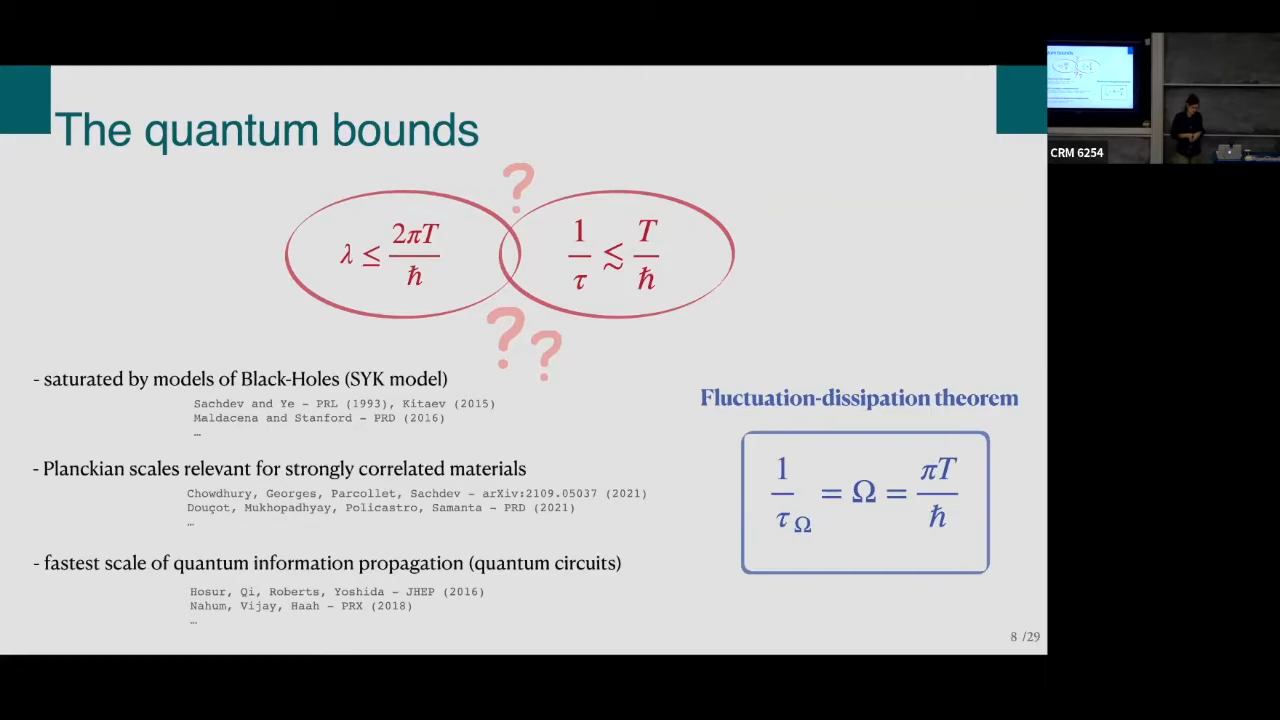 The quantum bounds
?
λ ≤ 2πT/ħ
1/τ ≲ T/ħ
? ?
- saturated by models of Black-Holes (SYK model)
Sachdev and Ye – PRL (1993), Kitaev (2015)
Maldacena and Stanford – PRD (2016)
…
- Planckian scales relevant for strongly correlated materials
Chowdhury, Georges, Parcollet, Sachdev – arXiv:2109.05037 (2021)
Douçot, Mukhopadhyay, Policastro, Samanta – PRD (2021)
…
- fastest scale of quantum information propagation (quantum circuits)
Hosur, Qi, Roberts, Yoshida – JHEP (2016)
Nahum, Vijay, Haah – PRX (2018)
…
Fluctuation-dissipation theorem
1/τ_Ω = Ω = πT/ħ
8 /29
CRM 6254